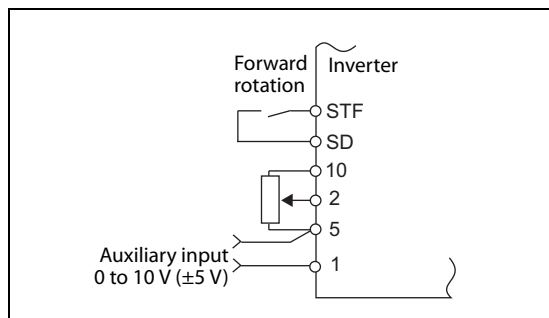 Forward
rotation
Inverter
STF
SD
10
2
5
Auxiliary input
0 to 10 V (±5 V)
1